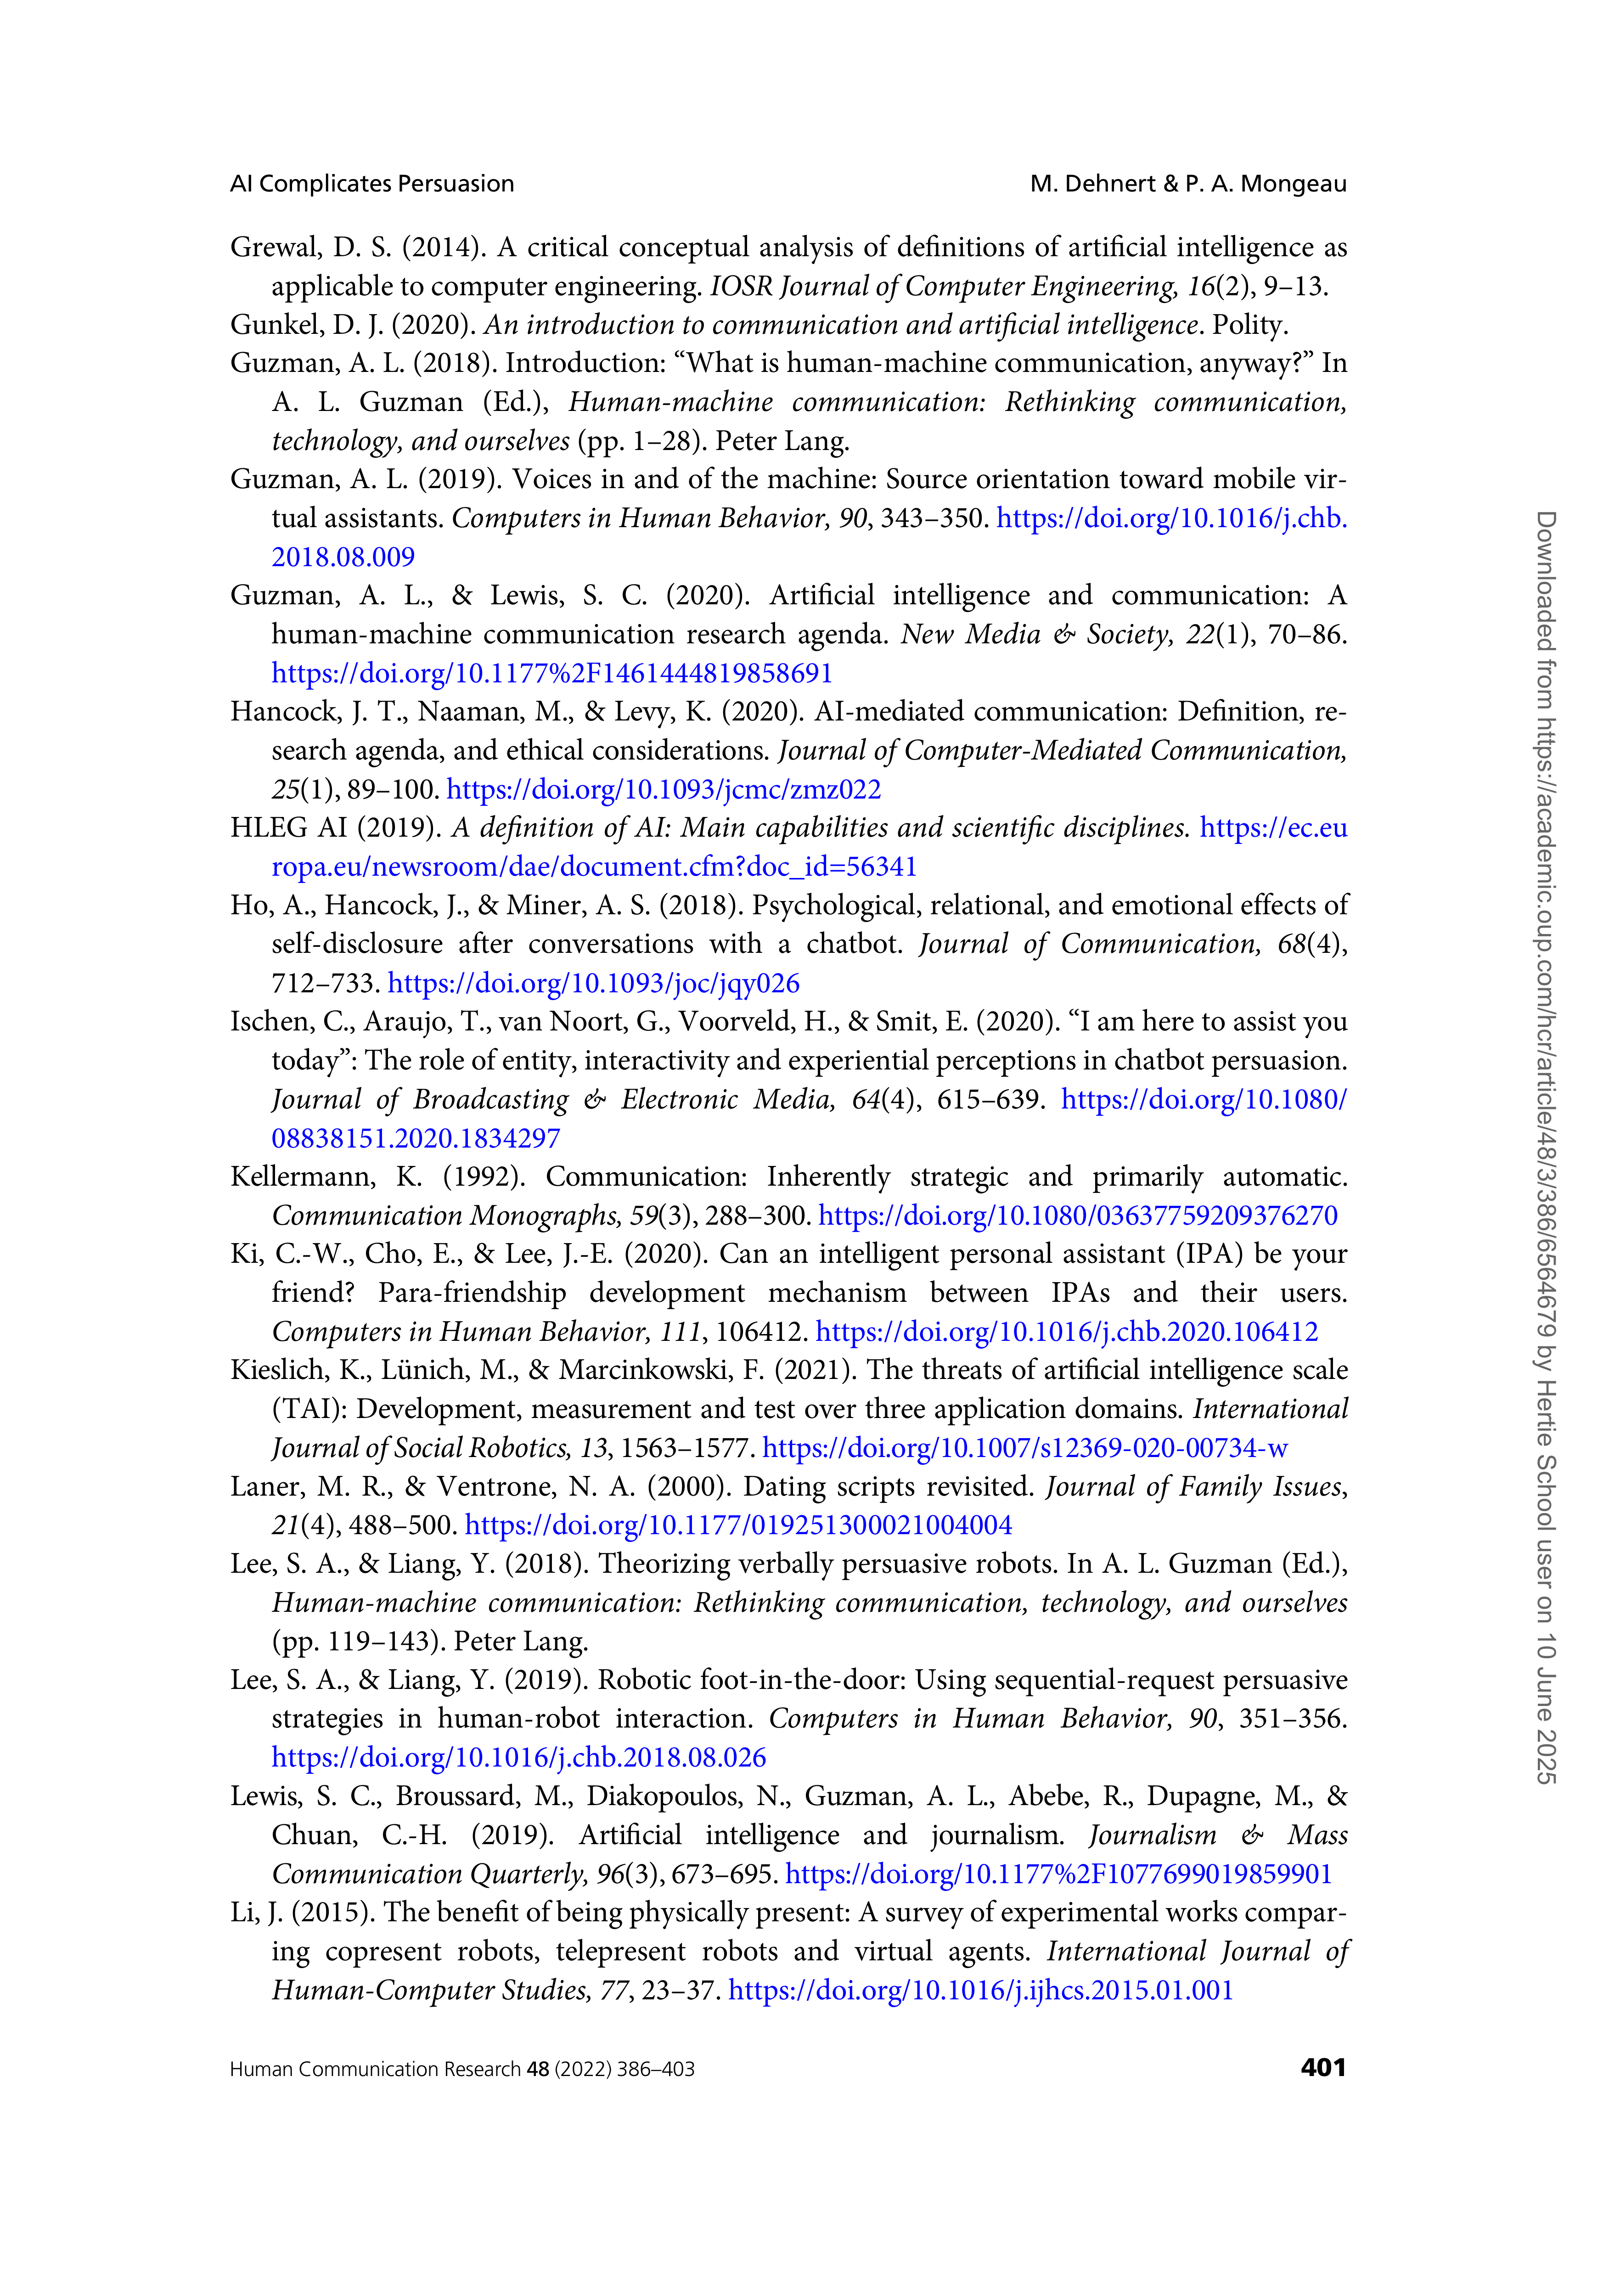 AI Complicates Persuasion
M. Dehnert & P. A. Mongeau
Grewal, D. S. (2014). A critical conceptual analysis of definitions of artificial intelligence as
applicable to computer engineering. IOSR Journal of Computer Engineering, 16(2), 9–13.
Gunkel, D. J. (2020). An introduction to communication and artificial intelligence. Polity.
Guzman, A. L. (2018). Introduction: “What is human-machine communication, anyway?” In
A. L. Guzman (Ed.), Human-machine communication: Rethinking communication,
technology, and ourselves (pp. 1–28). Peter Lang.
Guzman, A. L. (2019). Voices in and of the machine: Source orientation toward mobile vir-
tual assistants. Computers in Human Behavior, 90, 343–350. https://doi.org/10.1016/j.chb.
2018.08.009
Guzman, A. L., & Lewis, S. C. (2020). Artificial intelligence and communication: A
human-machine communication research agenda. New Media & Society, 22(1), 70–86.
https://doi.org/10.1177%2F1461444819858691
Hancock, J. T., Naaman, M., & Levy, K. (2020). AI-mediated communication: Definition, re-
search agenda, and ethical considerations. Journal of Computer-Mediated Communication,
25(1), 89–100. https://doi.org/10.1093/jcmc/zmz022
HLEG AI (2019). A definition of AI: Main capabilities and scientific disciplines. https://ec.eu
ropa.eu/newsroom/dae/document.cfm?doc_id=56341
Ho, A., Hancock, J., & Miner, A. S. (2018). Psychological, relational, and emotional effects of
self-disclosure after conversations with a chatbot. Journal of Communication, 68(4),
712–733. https://doi.org/10.1093/joc/jqy026
Ischen, C., Araujo, T., van Noort, G., Voorveld, H., & Smit, E. (2020). “I am here to assist you
today”: The role of entity, interactivity and experiential perceptions in chatbot persuasion.
Journal of Broadcasting & Electronic Media, 64(4), 615–639. https://doi.org/10.1080/
08838151.2020.1834297
Kellermann, K. (1992). Communication: Inherently strategic and primarily automatic.
Communication Monographs, 59(3), 288–300. https://doi.org/10.1080/03637759209376270
Ki, C.-W., Cho, E., & Lee, J.-E. (2020). Can an intelligent personal assistant (IPA) be your
friend? Para-friendship development mechanism between IPAs and their users.
Computers in Human Behavior, 111, 106412. https://doi.org/10.1016/j.chb.2020.106412
Kieslich, K., Lünich, M., & Marcinkowski, F. (2021). The threats of artificial intelligence scale
(TAI): Development, measurement and test over three application domains. International
Journal of Social Robotics, 13, 1563–1577. https://doi.org/10.1007/s12369-020-00734-w
Laner, M. R., & Ventrone, N. A. (2000). Dating scripts revisited. Journal of Family Issues,
21(4), 488–500. https://doi.org/10.1177/019251300021004004
Lee, S. A., & Liang, Y. (2018). Theorizing verbally persuasive robots. In A. L. Guzman (Ed.),
Human-machine communication: Rethinking communication, technology, and ourselves
(pp. 119–143). Peter Lang.
Lee, S. A., & Liang, Y. (2019). Robotic foot-in-the-door: Using sequential-request persuasive
strategies in human-robot interaction. Computers in Human Behavior, 90, 351–356.
https://doi.org/10.1016/j.chb.2018.08.026
Lewis, S. C., Broussard, M., Diakopoulos, N., Guzman, A. L., Abebe, R., Dupagne, M., &
Chuan, C.-H. (2019). Artificial intelligence and journalism. Journalism & Mass
Communication Quarterly, 96(3), 673–695. https://doi.org/10.1177%2F1077699019859901
Li, J. (2015). The benefit of being physically present: A survey of experimental works compar-
ing copresent robots, telepresent robots and virtual agents. International Journal of
Human-Computer Studies, 77, 23–37. https://doi.org/10.1016/j.ijhcs.2015.01.001
Human Communication Research 48 (2022) 386–403
401
Downloaded from https://academic.oup.com/hcr/article/48/3/386/6564679 by Hertie School user on 10 June 2025